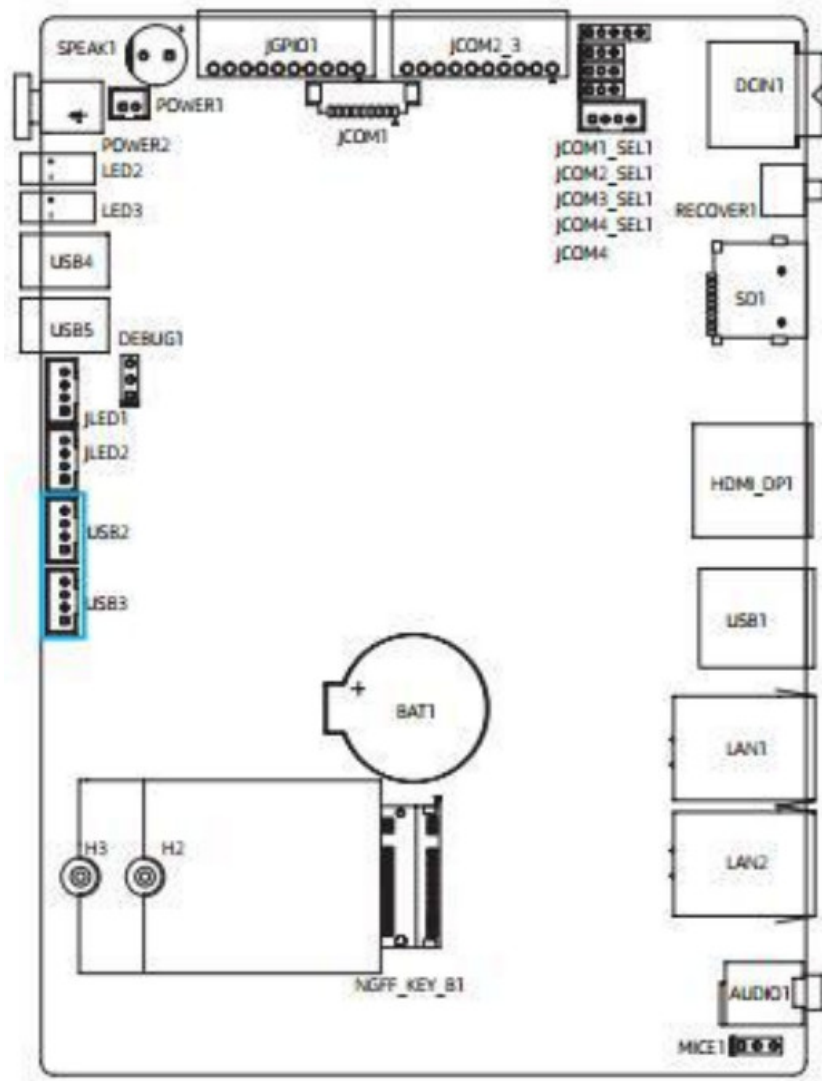 SPEAK1
JGPIO1
JCOM2_3
POWER1
JCOM1
DCIN1
POWER2
LED2
LED3
JCOM1_SEL1
JCOM2_SEL1
JCOM3_SEL1
JCOM4_SEL1
JCOM4
RECOVER1
USB4
SD1
USB5
DEBUG1
JLED1
JLED2
HDMI_DP1
USB2
USB3
USB1
BAT1
LAN1
H3
H2
LAN2
NGFF_KEY_B1
AUDIO1
MICE1